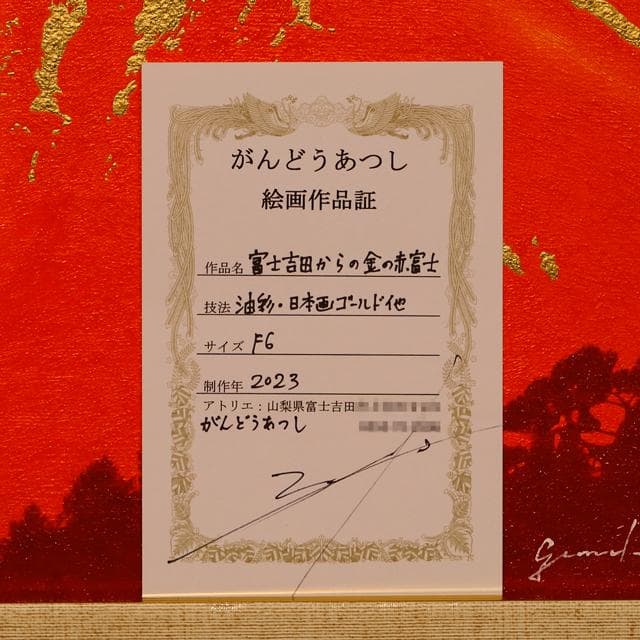 がんどうあつし
絵画作品証
作品名 富士吉田からの金の赤富士
技法 油彩・日本画ゴールド他
サイズ F6
制作年 2023
アトリエ：山梨県富士吉田
がんどうあつし